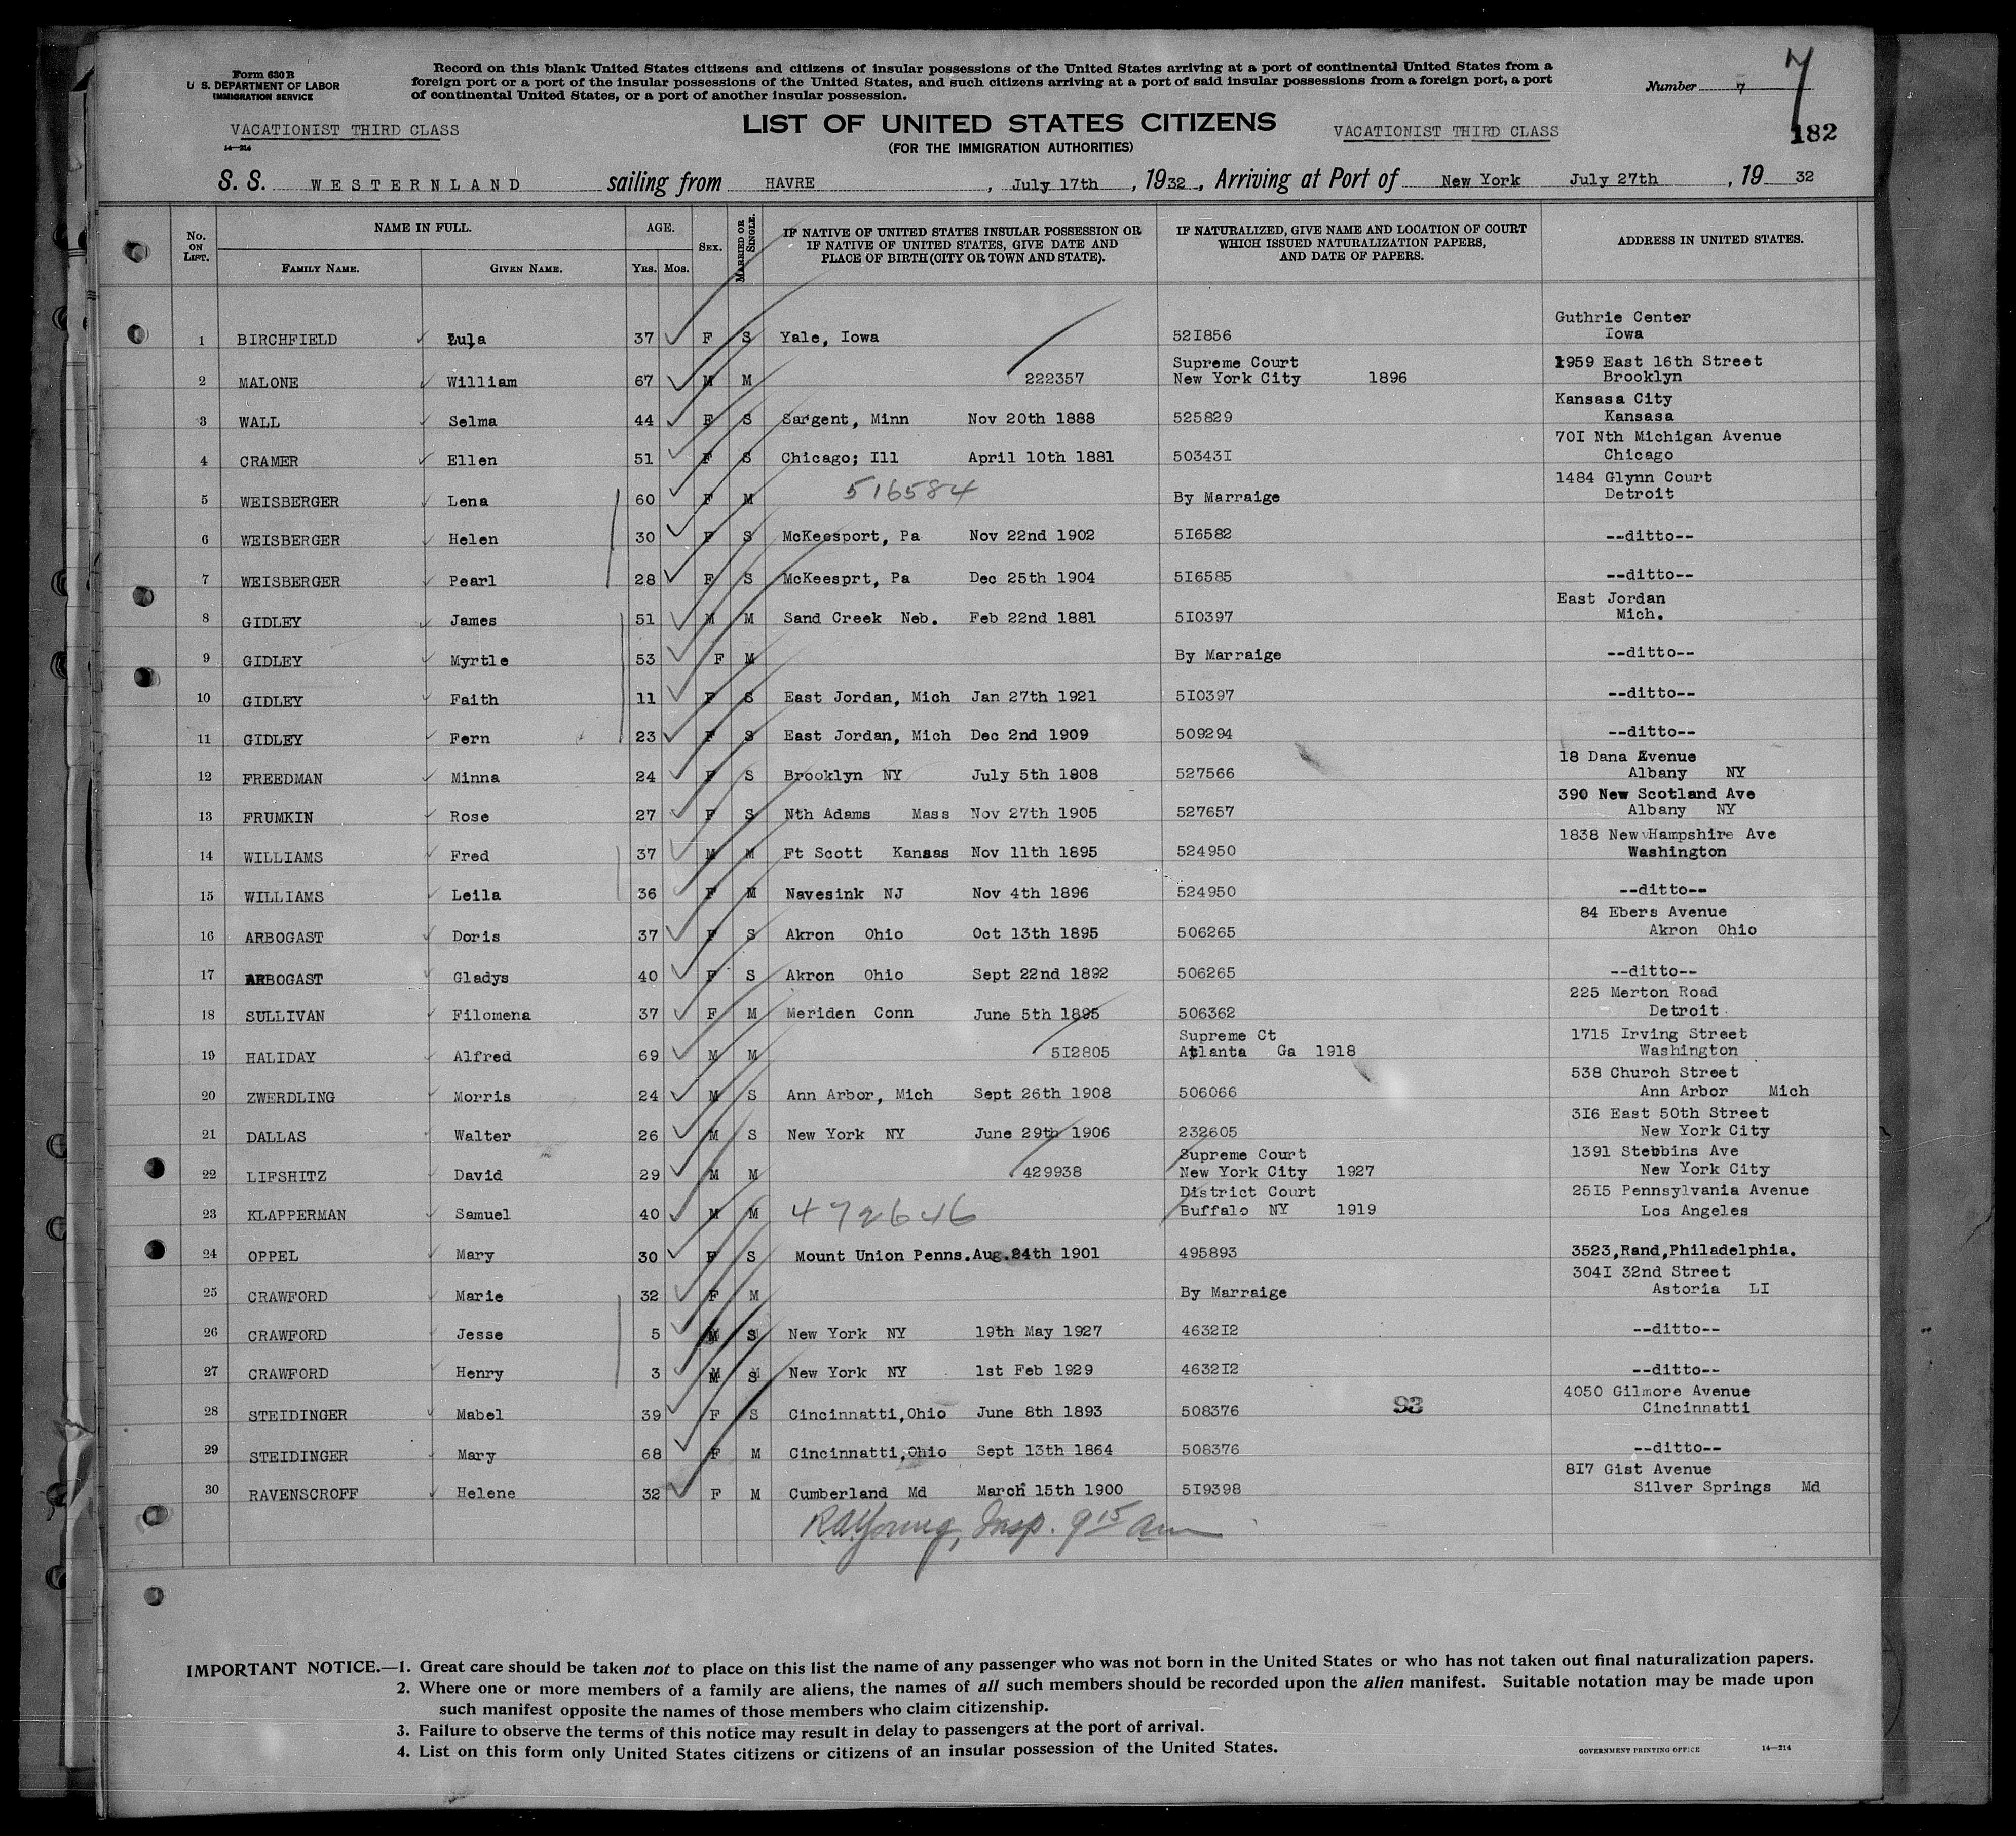 Form 630 B
U. S. DEPARTMENT OF LABOR
IMMIGRATION SERVICE
Record on this blank United States citizens and citizens of insular possessions of the United States arriving at a port of continental United States from a
foreign port or a port of the insular possessions of the United States, and such citizens arriving at a port of said insular possessions from a foreign port, a port
of continental United States, or a port of another insular possession.
Number 7
7
VACATIONIST THIRD CLASS
14—214
LIST OF UNITED STATES CITIZENS
(FOR THE IMMIGRATION AUTHORITIES)
VACATIONIST THIRD CLASS
182
S. S. WESTERNLAND sailing from HAVRE, July 17th, 1932, Arriving at Port of New York July 27th, 19 32
No. ON LIST.
NAME IN FULL.
FAMILY NAME. GIVEN NAME.
AGE.
YRS. MOS.
SEX.
MARRIED OR SINGLE.
IF NATIVE OF UNITED STATES INSULAR POSSESSION OR
IF NATIVE OF UNITED STATES, GIVE DATE AND
PLACE OF BIRTH (CITY OR TOWN AND STATE).
IF NATURALIZED, GIVE NAME AND LOCATION OF COURT
WHICH ISSUED NATURALIZATION PAPERS,
AND DATE OF PAPERS.
ADDRESS IN UNITED STATES.
1 BIRCHFIELD Lula 37 F S Yale, Iowa 52I856 Guthrie Center
Iowa
2 MALONE William 67 M M 222357 Supreme Court
New York City 1896 1959 East 16th Street
Brooklyn
3 WALL Selma 44 F S Sargent, Minn Nov 20th 1888 525829 Kansasa City
Kansasa
4 CRAMER Ellen 51 F S Chicago; Ill April 10th 1881 50343I 70I Nth Michigan Avenue
Chicago
5 WEISBERGER Lena 60 F M 516584 By Marraige 1484 Glynn Court
Detroit
6 WEISBERGER Helen 30 F S McKeesport, Pa Nov 22nd 1902 5I6582 --ditto--
7 WEISBERGER Pearl 28 F S McKeesprt, Pa Dec 25th 1904 5I6585 --ditto--
8 GIDLEY James 51 M M Sand Creek Neb. Feb 22nd 1881 5I0397 East Jordan
Mich.
9 GIDLEY Myrtle 53 F M By Marraige --ditto--
10 GIDLEY Faith 11 F S East Jordan, Mich Jan 27th 1921 5I0397 --ditto--
11 GIDLEY Fern 23 F S East Jordan, Mich Dec 2nd 1909 509294 --ditto--
12 FREEDMAN Minna 24 F S Brooklyn NY July 5th 1908 527566 18 Dana Avenue
Albany NY
13 FRUMKIN Rose 27 F S Nth Adams Mass Nov 27th 1905 527657 390 New Scotland Ave
Albany NY
14 WILLIAMS Fred 37 M M Ft Scott Kansas Nov 11th 1895 524950 1838 New Hampshire Ave
Washington
15 WILLIAMS Leila 36 F M Navesink NJ Nov 4th 1896 524950 --ditto--
16 ARBOGAST Doris 37 F S Akron Ohio Oct 13th 1895 506265 84 Ebers Avenue
Akron Ohio
17 ARBOGAST Gladys 40 F S Akron Ohio Sept 22nd 1892 506265 --ditto--
18 SULLIVAN Filomena 37 F M Meriden Conn June 5th 1895 506362 225 Merton Road
Detroit
19 HALIDAY Alfred 69 M M 5I2805 Supreme Ct
Atlanta Ga 1918 1715 Irving Street
Washington
20 ZWERDLING Morris 24 M S Ann Arbor, Mich Sept 26th 1908 506066 538 Church Street
Ann Arbor Mich
21 DALLAS Walter 26 M S New York NY June 29th 1906 232605 3I6 East 50th Street
New York City
22 LIFSHITZ David 29 M M 429938 Supreme Court
New York City 1927 1391 Stebbins Ave
New York City
23 KLAPPERMAN Samuel 40 M M 472646 District Court
Buffalo NY 1919 25I5 Pennsylvania Avenue
Los Angeles
24 OPPEL Mary 30 F S Mount Union Penns. Aug. 24th 1901 495893 3523,Rand,Philadelphia.
25 CRAWFORD Marie 32 F M By Marraige 304I 32nd Street
Astoria LI
26 CRAWFORD Jesse 5 M S New York NY 19th May 1927 4632I2 --ditto--
27 CRAWFORD Henry 3 M S New York NY 1st Feb 1929 4632I2 --ditto--
28 STEIDINGER Mabel 39 F S Cincinnatti,Ohio June 8th 1893 508376 93 4050 Gilmore Avenue
Cincinnatti
29 STEIDINGER Mary 68 F M Cincinnatti,Ohio Sept 13th 1864 508376 --ditto--
30 RAVENSCROFF Helene 32 F M Cumberland Md March 15th 1900 5I9398 8I7 Gist Avenue
Silver Springs Md
R A Young, Insp. 9 15 am
IMPORTANT NOTICE.—1. Great care should be taken not to place on this list the name of any passenger who was not born in the United States or who has not taken out final naturalization papers.
2. Where one or more members of a family are aliens, the names of all such members should be recorded upon the alien manifest. Suitable notation may be made upon
such manifest opposite the names of those members who claim citizenship.
3. Failure to observe the terms of this notice may result in delay to passengers at the port of arrival.
4. List on this form only United States citizens or citizens of an insular possession of the United States.
GOVERNMENT PRINTING OFFICE 14—214